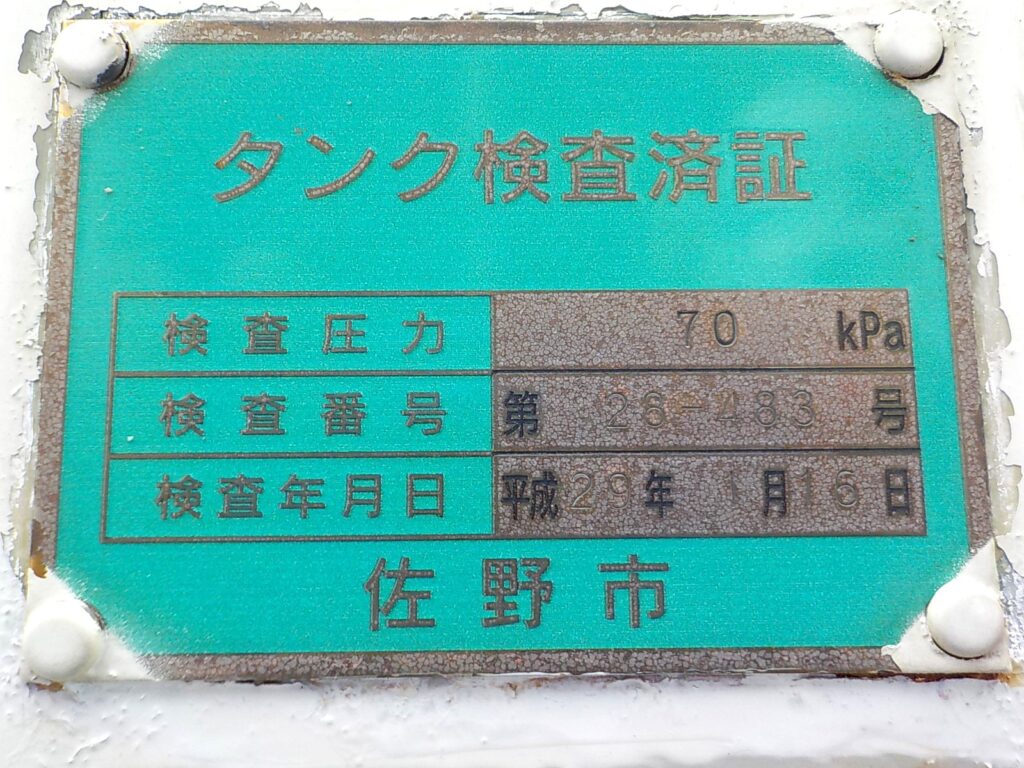 タンク検査済証
検査圧力 70 kPa
検査番号 第 28-483 号
検査年月日 平成29年 1月16日
佐野市